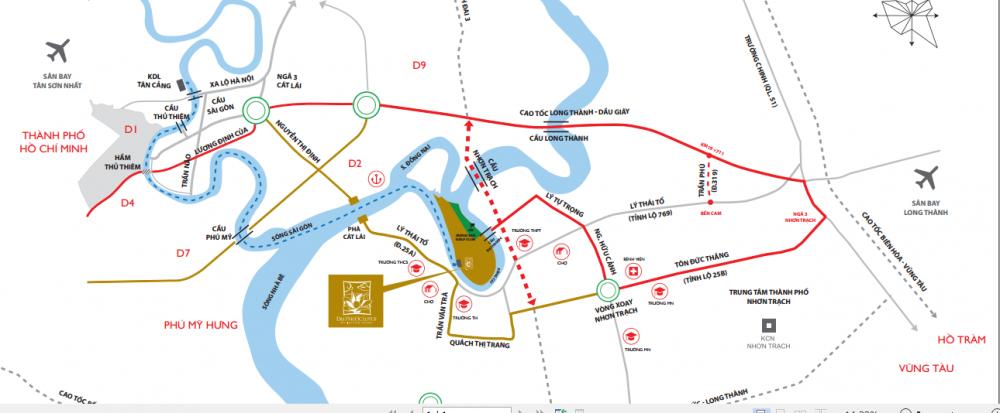 ĐAI 3
D9
SÂN BAY
TÂN SƠN NHẤT
KDL
TÂN CẢNG
XA LỘ HÀ NỘI
NGÃ 3
CÁT LÁI
CẦU
SÀI GÒN
CẦU
THỦ THIÊM
D1
LƯƠNG ĐỊNH CỦA
THÀNH PHỐ
HỒ CHÍ MINH
HẦM
THỦ THIÊM
TRẦN NÃO
NGUYỄN THỊ ĐỊNH
D2
D4
D7
CẦU
PHÚ MỸ
SÔNG SÀI GÒN
S. ĐỒNG NAI
PHÀ
CÁT LÁI
SÔNG NHÀ BÈ
LÝ THÁI TỔ
(Đ.25A)
TRƯỜNG THCS
CHỢ
TRƯỜNG TH
TRẦN VĂN TRÀ
QUÁCH THỊ TRANG
PHÚ MỸ HƯNG
CẦU
NHƠN TRẠCH
CAO TỐC LONG THÀNH - DẦU GIÂY
CẦU LONG THÀNH
TRƯỜNG CHINH (QL. 51)
LÝ TỰ TRỌNG
TRƯỜNG THPT
CHỢ
NG. HỮU CẢNH
LÝ THÁI TỔ
(TỈNH LỘ 769)
TRẦN PHÚ
(Đ.319)
BẾN CAM
NGÃ 3
NHƠN TRẠCH
SÂN BAY
LONG THÀNH
CAO TỐC BIÊN HÒA - VŨNG TÀU
BỆNH VIỆN
TÔN ĐỨC THẮNG
(TỈNH LỘ 25B)
TRƯỜNG MN
VÒNG XOAY
NHƠN TRẠCH
TRƯỜNG MN
TRUNG TÂM THÀNH PHỐ
NHƠN TRẠCH
KCN
NHƠN TRẠCH
HỒ TRÀM
VŨNG TÀU
CAO TỐC BẾ
ỨC - LONG THÀNH